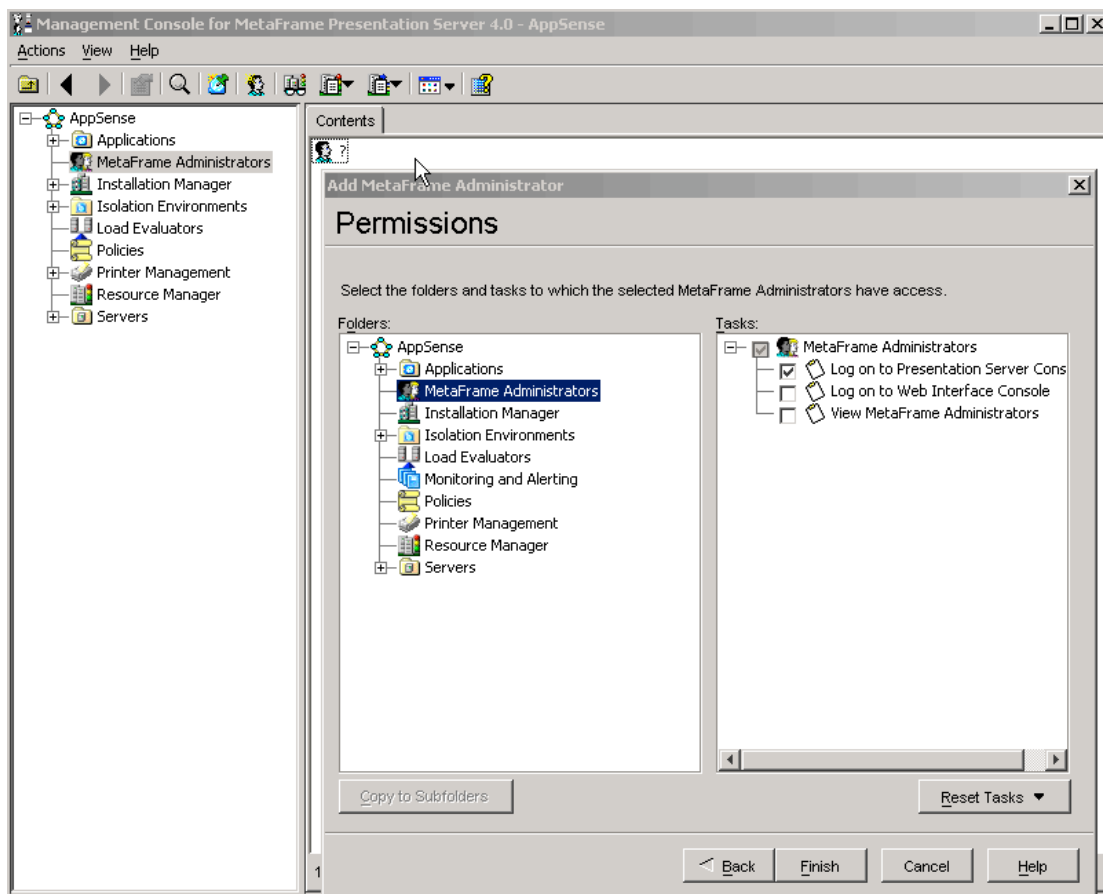 Management Console for MetaFrame Presentation Server 4.0 - AppSense
Actions View Help
AppSense
Applications
MetaFrame Administrators
Installation Manager
Isolation Environments
Load Evaluators
Policies
Printer Management
Resource Manager
Servers
Contents
?
Add MetaFrame Administrator
Permissions
Select the folders and tasks to which the selected MetaFrame Administrators have access.
Folders:
AppSense
Applications
MetaFrame Administrators
Installation Manager
Isolation Environments
Load Evaluators
Monitoring and Alerting
Policies
Printer Management
Resource Manager
Servers
Tasks:
MetaFrame Administrators
Log on to Presentation Server Cons
Log on to Web Interface Console
View MetaFrame Administrators
Copy to Subfolders
Reset Tasks
1
Back Finish Cancel Help